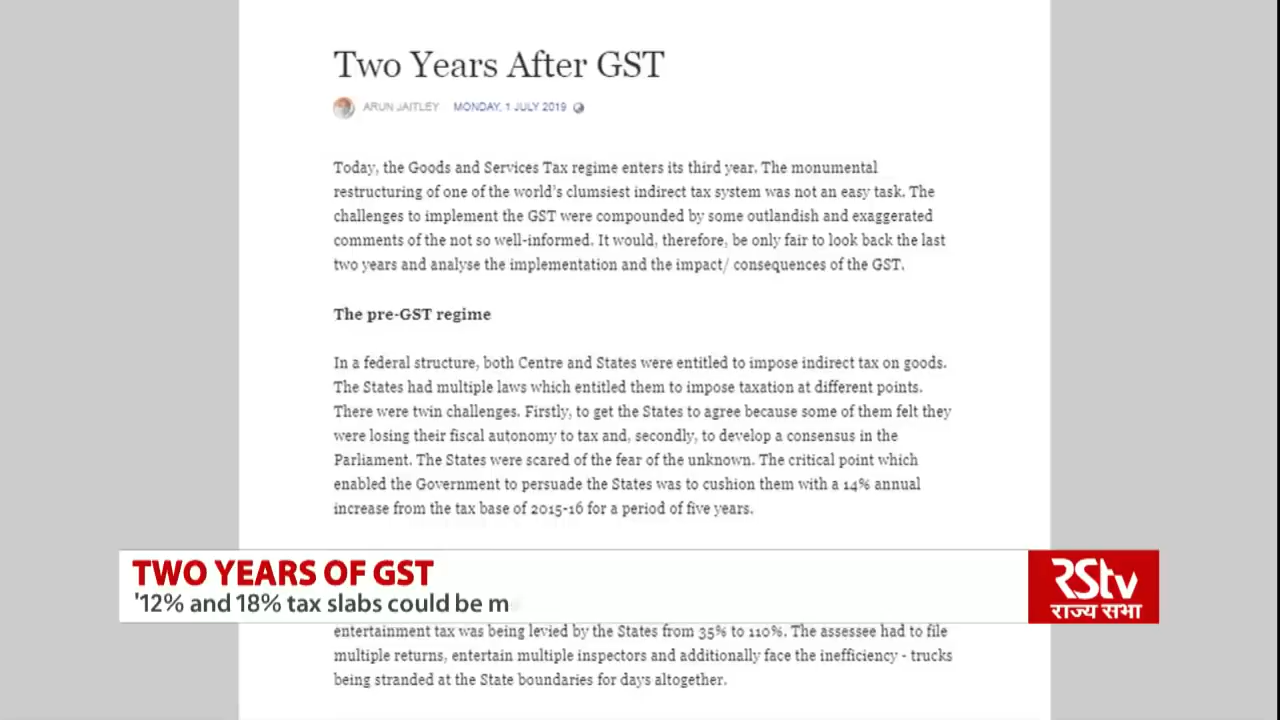 Two Years After GST
ARUN JAITLEY MONDAY, 1 JULY 2019
Today, the Goods and Services Tax regime enters its third year. The monumental
restructuring of one of the world's clumsiest indirect tax system was not an easy task. The
challenges to implement the GST were compounded by some outlandish and exaggerated
comments of the not so well-informed. It would, therefore, be only fair to look back the last
two years and analyse the implementation and the impact/ consequences of the GST.
The pre-GST regime
In a federal structure, both Centre and States were entitled to impose indirect tax on goods.
The States had multiple laws which entitled them to impose taxation at different points.
There were twin challenges. Firstly, to get the States to agree because some of them felt they
were losing their fiscal autonomy to tax and, secondly, to develop a consensus in the
Parliament. The States were scared of the fear of the unknown. The critical point which
enabled the Government to persuade the States was to cushion them with a 14% annual
increase from the tax base of 2015-16 for a period of five years.
TWO YEARS OF GST
'12% and 18% tax slabs could be m
RStv
राज्य सभा
entertainment tax was being levied by the States from 35% to 110%. The assessee had to file
multiple returns, entertain multiple inspectors and additionally face the inefficiency - trucks
being stranded at the State boundaries for days altogether.